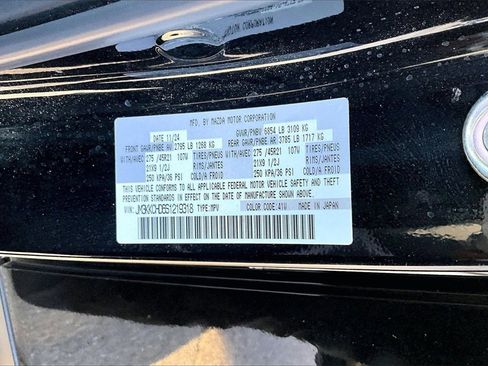 MFD. BY MAZDA MOTOR CORPORATION
DATE 11/24 GVWR/PNBV 6854 LB 3109 KG
FRONT GAWR/PNBE AV 2795 LB 1268 KG REAR GAWR/PNBE AR 3785 LB 1717 KG
WITH/AVEC 275 /45R21 107W TIRES/PNEUS WITH/AVEC 275 /45R21 107W TIRES/PNEUS
21X9 1/2J RIMS/JANTES 21X9 1/2J RIMS/JANTES
250 KPA/36 PSI COLD/A FROID 250 KPA/36 PSI COLD/A FROID
THIS VEHICLE CONFORMS TO ALL APPLICABLE FEDERAL MOTOR VEHICLE SAFETY AND THEFT
PREVENTION STANDARDS IN EFFECT ON THE DATE OF MANUFACTURE SHOWN ABOVE.
VIN: JM3KKCHD6S1219318 TYPE:MPV COLOR CODE:41W MADE IN JAPAN